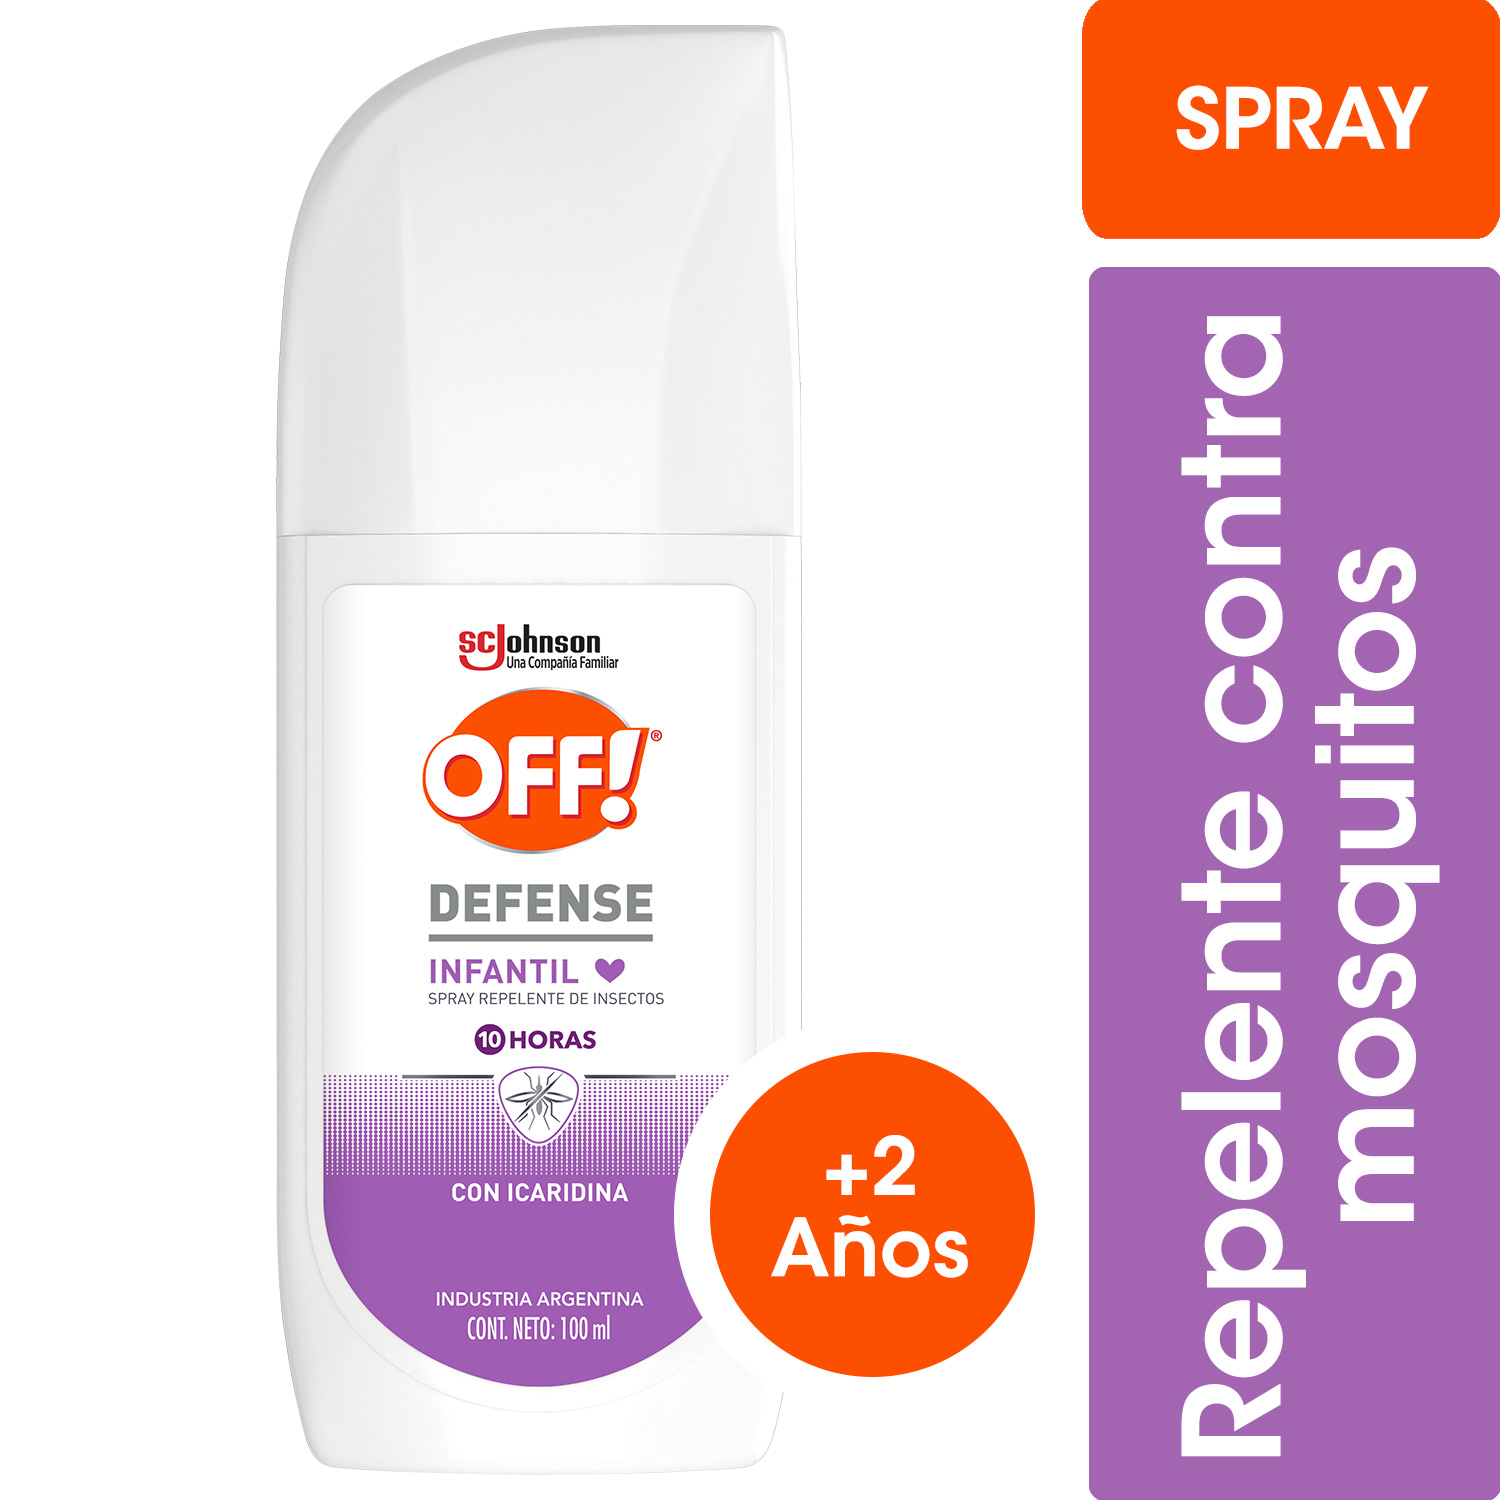 SCJohnson
Una Compañía Familiar
OFF!®
DEFENSE
INFANTIL
SPRAY REPELENTE DE INSECTOS
10 HORAS
CON ICARIDINA
INDUSTRIA ARGENTINA
CONT. NETO: 100 ml
+2
Años
SPRAY
Repelente contra
mosquitos